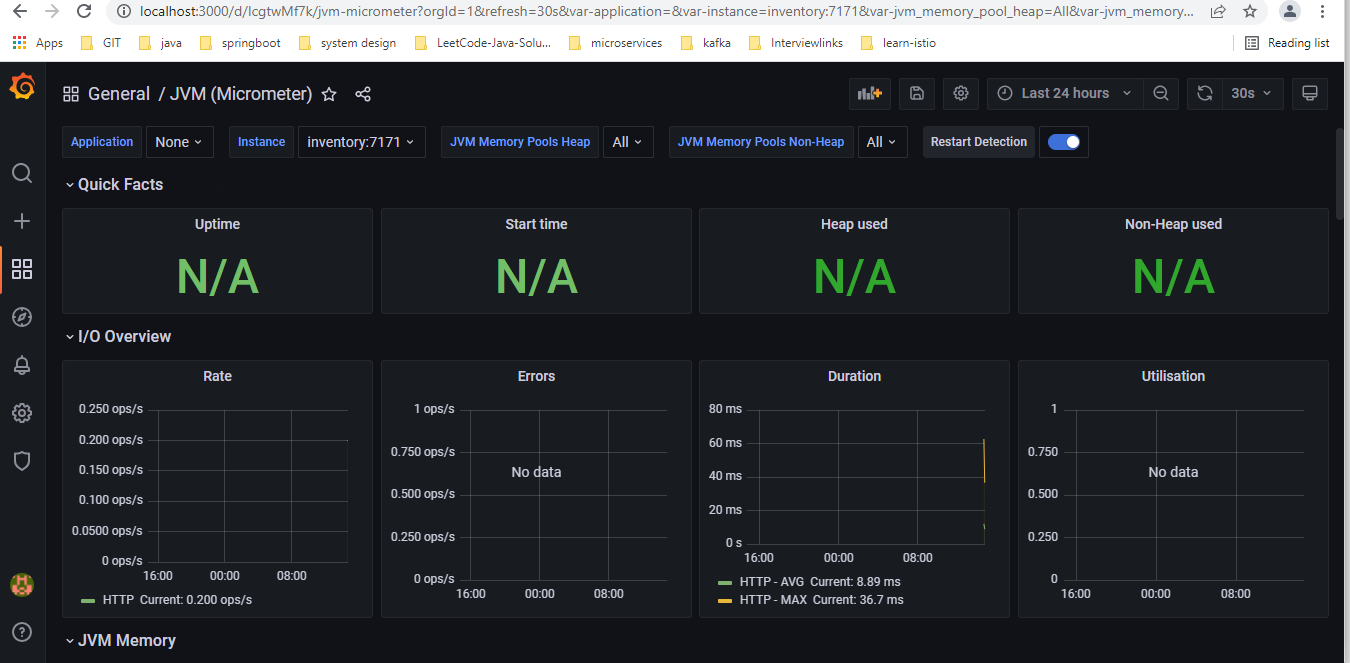 localhost:3000/d/lcgtwMf7k/jvm-micrometer?orgId=1&refresh=30s&var-application=&var-instance=inventory:7171&var-jvm_memory_pool_heap=All&var-jvm_memory...
Apps GIT java springboot system design LeetCode-Java-Solu... microservices kafka Interviewlinks learn-istio Reading list
General / JVM (Micrometer) Last 24 hours 30s
Application None Instance inventory:7171 JVM Memory Pools Heap All JVM Memory Pools Non-Heap All Restart Detection
Quick Facts
Uptime Start time Heap used Non-Heap used
N/A N/A N/A N/A
I/O Overview
Rate
0.250 ops/s
0.200 ops/s
0.150 ops/s
0.100 ops/s
0.0500 ops/s
0 ops/s
16:00 00:00 08:00
HTTP Current: 0.200 ops/s
Errors
1 ops/s
0.750 ops/s
No data
0.500 ops/s
0.250 ops/s
0 ops/s
16:00 00:00 08:00
Duration
80 ms
60 ms
40 ms
20 ms
0 s
16:00 00:00 08:00
HTTP - AVG Current: 8.89 ms
HTTP - MAX Current: 36.7 ms
Utilisation
1
0.750
No data
0.500
0.250
0
16:00 00:00 08:00
JVM Memory